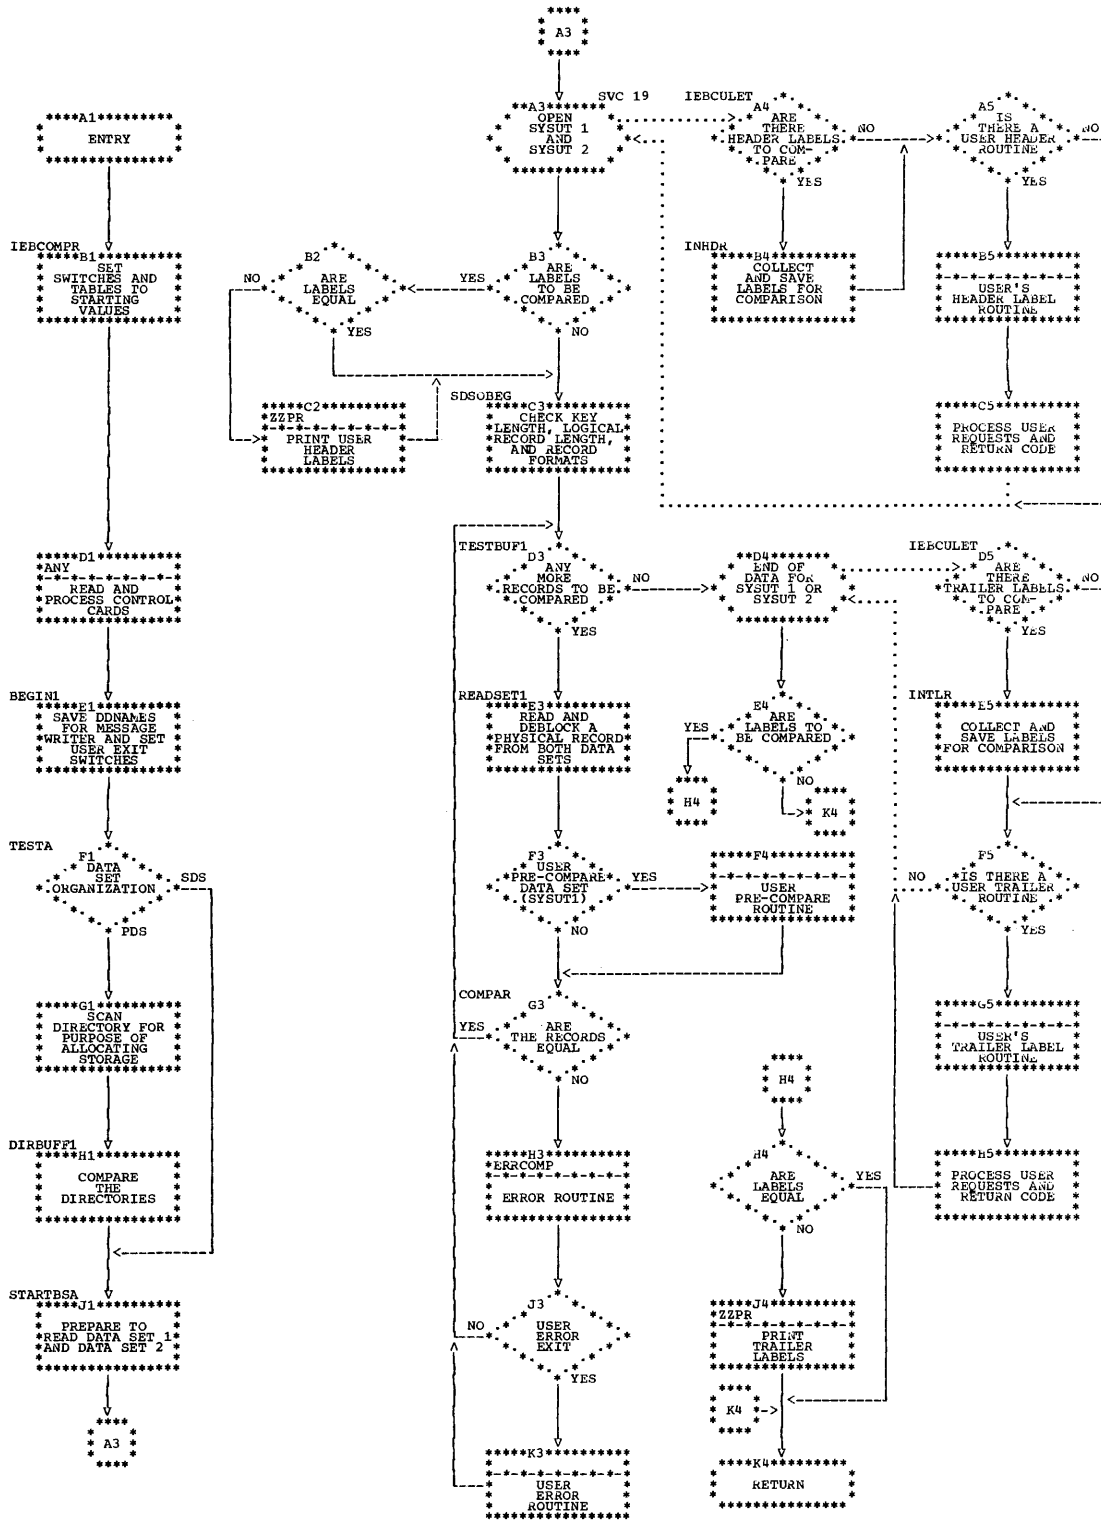 A3
A1
ENTRY
SVC 19
A3
OPEN
SYSUT 1
AND
SYSUT 2
IEBCULET
A4
ARE
THERE
HEADER LABELS
TO COM-
PARE
NO
YES
A5
IS
THERE A
USER HEADER
ROUTINE
NO
YES
IEBCOMPR
B1
SET
SWITCHES AND
TABLES TO
STARTING
VALUES
B2
ARE
LABELS
EQUAL
NO
YES
B3
ARE
LABELS
TO BE
COMPARED
YES
NO
INHDR
B4
COLLECT
AND SAVE
LABELS FOR
COMPARISON
B5
USER'S
HEADER LABEL
ROUTINE
C2
ZZPR
PRINT USER
HEADER
LABELS
SDSOBEG
C3
CHECK KEY
LENGTH, LOGICAL
RECORD LENGTH,
AND RECORD
FORMATS
C5
PROCESS USER
REQUESTS AND
RETURN CODE
D1
ANY
READ AND
PROCESS CONTROL
CARDS
TESTBUF1
D3
ANY
MORE
RECORDS TO BE
COMPARED
NO
YES
D4
END OF
DATA FOR
SYSUT 1 OR
SYSUT 2
IEBCULET
D5
ARE
THERE
TRAILER LABELS
TO COM-
PARE
NO
YES
BEGIN1
E1
SAVE DDNAMES
FOR MESSAGE
WRITER AND SET
USER EXIT
SWITCHES
READSET1
E3
READ AND
DEBLOCK A
PHYSICAL RECORD
FROM BOTH DATA
SETS
E4
ARE
LABELS TO
BE COMPARED
YES
NO
H4
K4
INTLR
E5
COLLECT AND
SAVE LABELS
FOR COMPARISON
TESTA
F1
DATA
SET
ORGANIZATION
SDS
PDS
F3
USER
PRE-COMPARE
DATA SET
(SYSUT1)
YES
NO
F4
USER
PRE-COMPARE
ROUTINE
F5
IS THERE A
USER TRAILER
ROUTINE
NO
YES
G1
SCAN
DIRECTORY FOR
PURPOSE OF
ALLOCATING
STORAGE
COMPAR
G3
ARE
THE RECORDS
EQUAL
YES
NO
G5
USER'S
TRAILER LABEL
ROUTINE
H4
DIRBUFF1
H1
COMPARE
THE
DIRECTORIES
H3
ERRCOMP
ERROR ROUTINE
H4
ARE
LABELS
EQUAL
YES
NO
H5
PROCESS USER
REQUESTS AND
RETURN CODE
STARTBSA
J1
PREPARE TO
READ DATA SET 1
AND DATA SET 2
J3
USER
ERROR
EXIT
NO
YES
J4
ZZPR
PRINT
TRAILER
LABELS
A3
K4
K3
USER
ERROR
ROUTINE
K4
RETURN